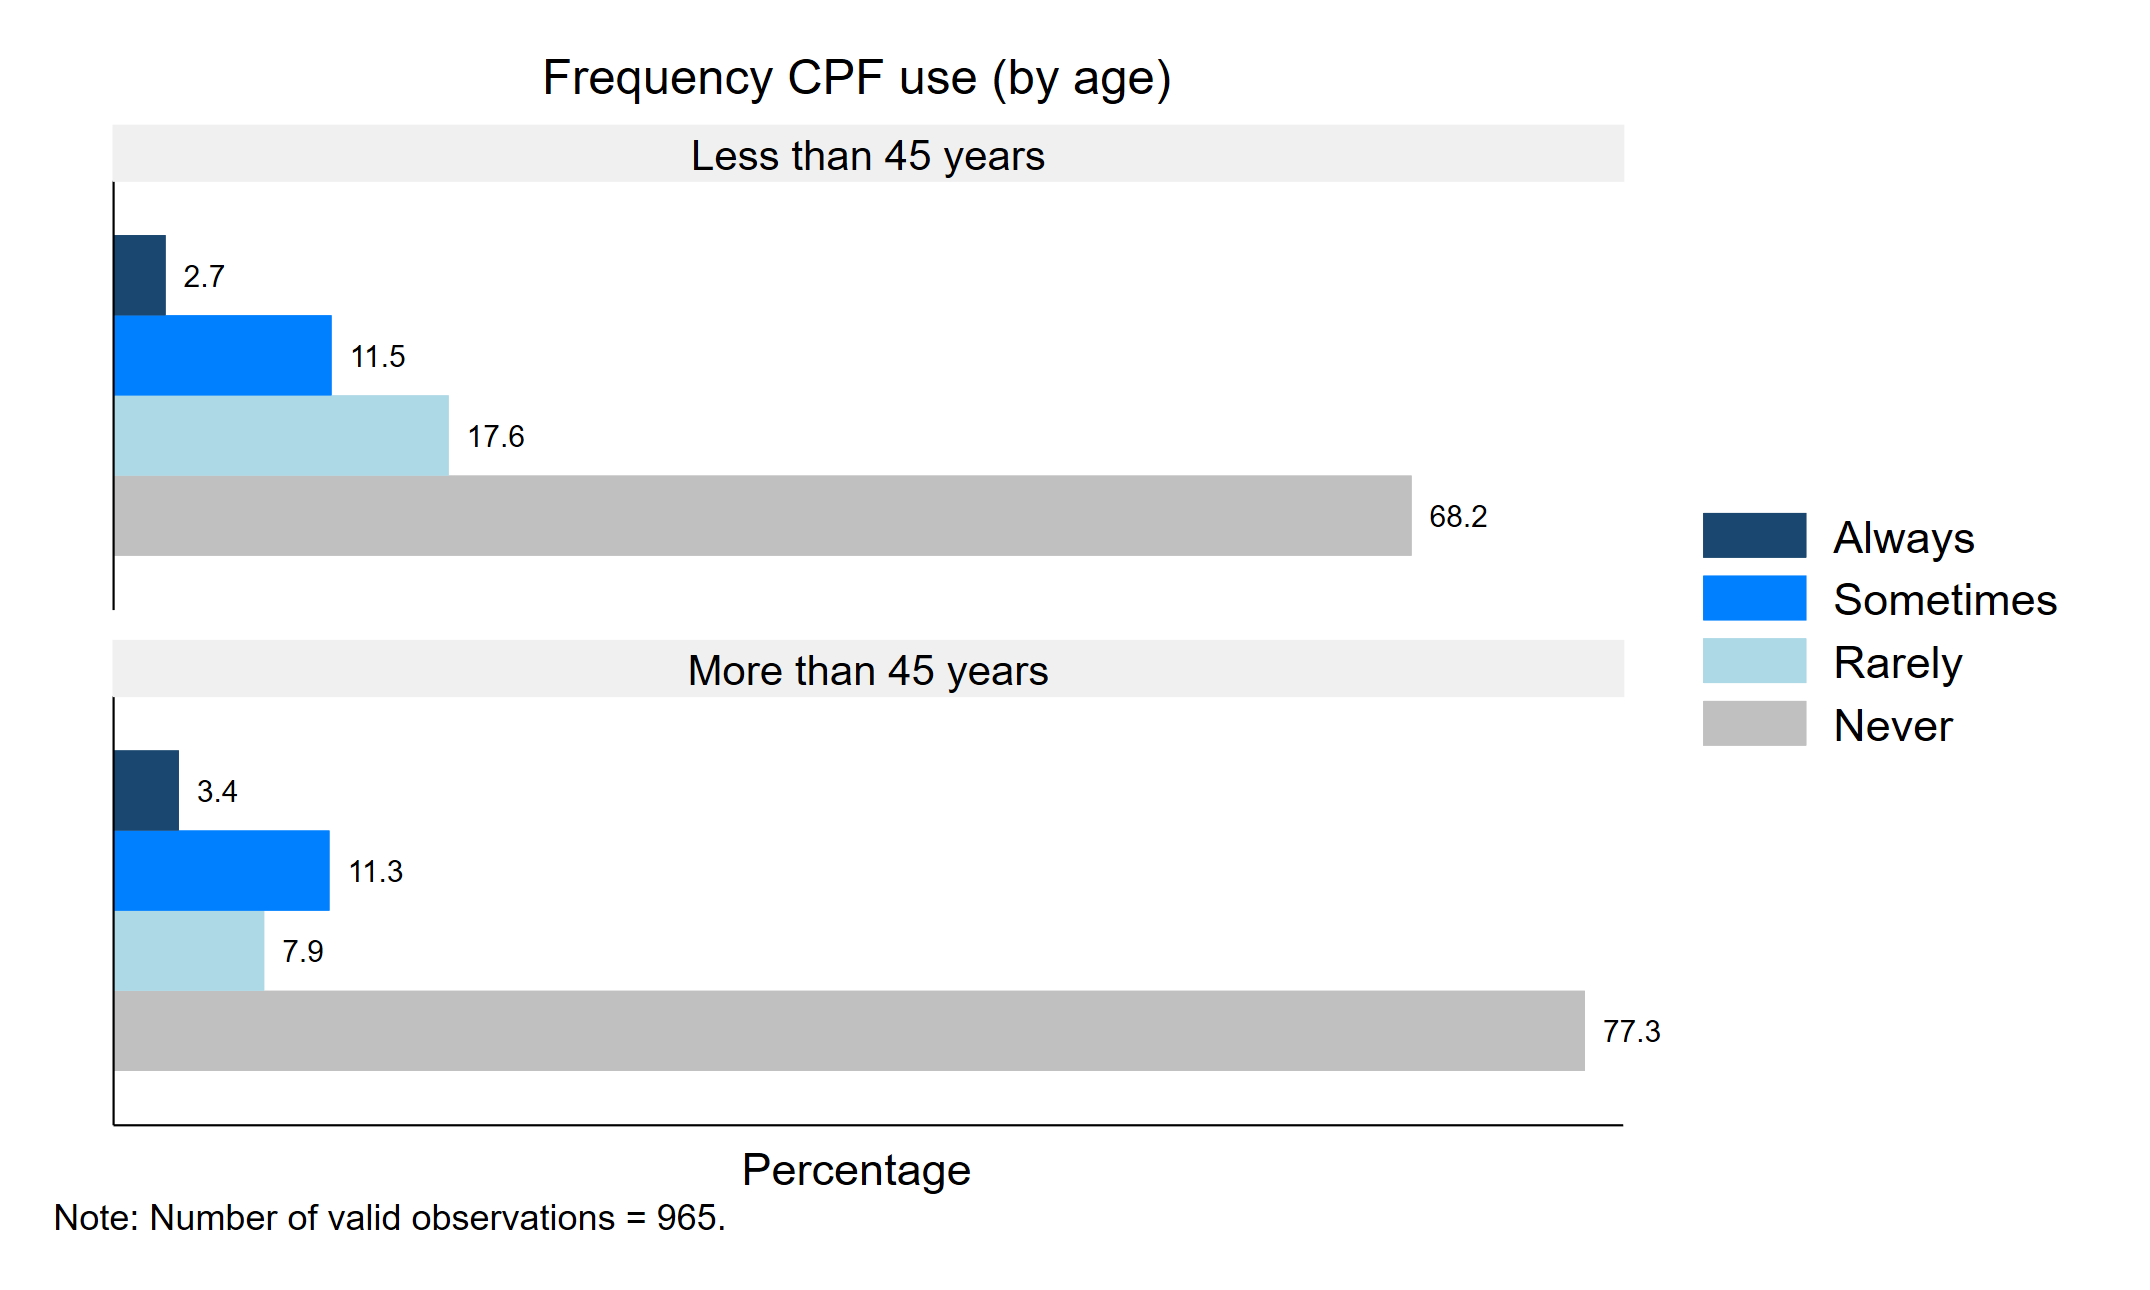 Frequency CPF use (by age)
Less than 45 years
2.7
11.5
17.6
68.2
More than 45 years
3.4
11.3
7.9
77.3
Percentage
Note: Number of valid observations = 965.
Always
Sometimes
Rarely
Never